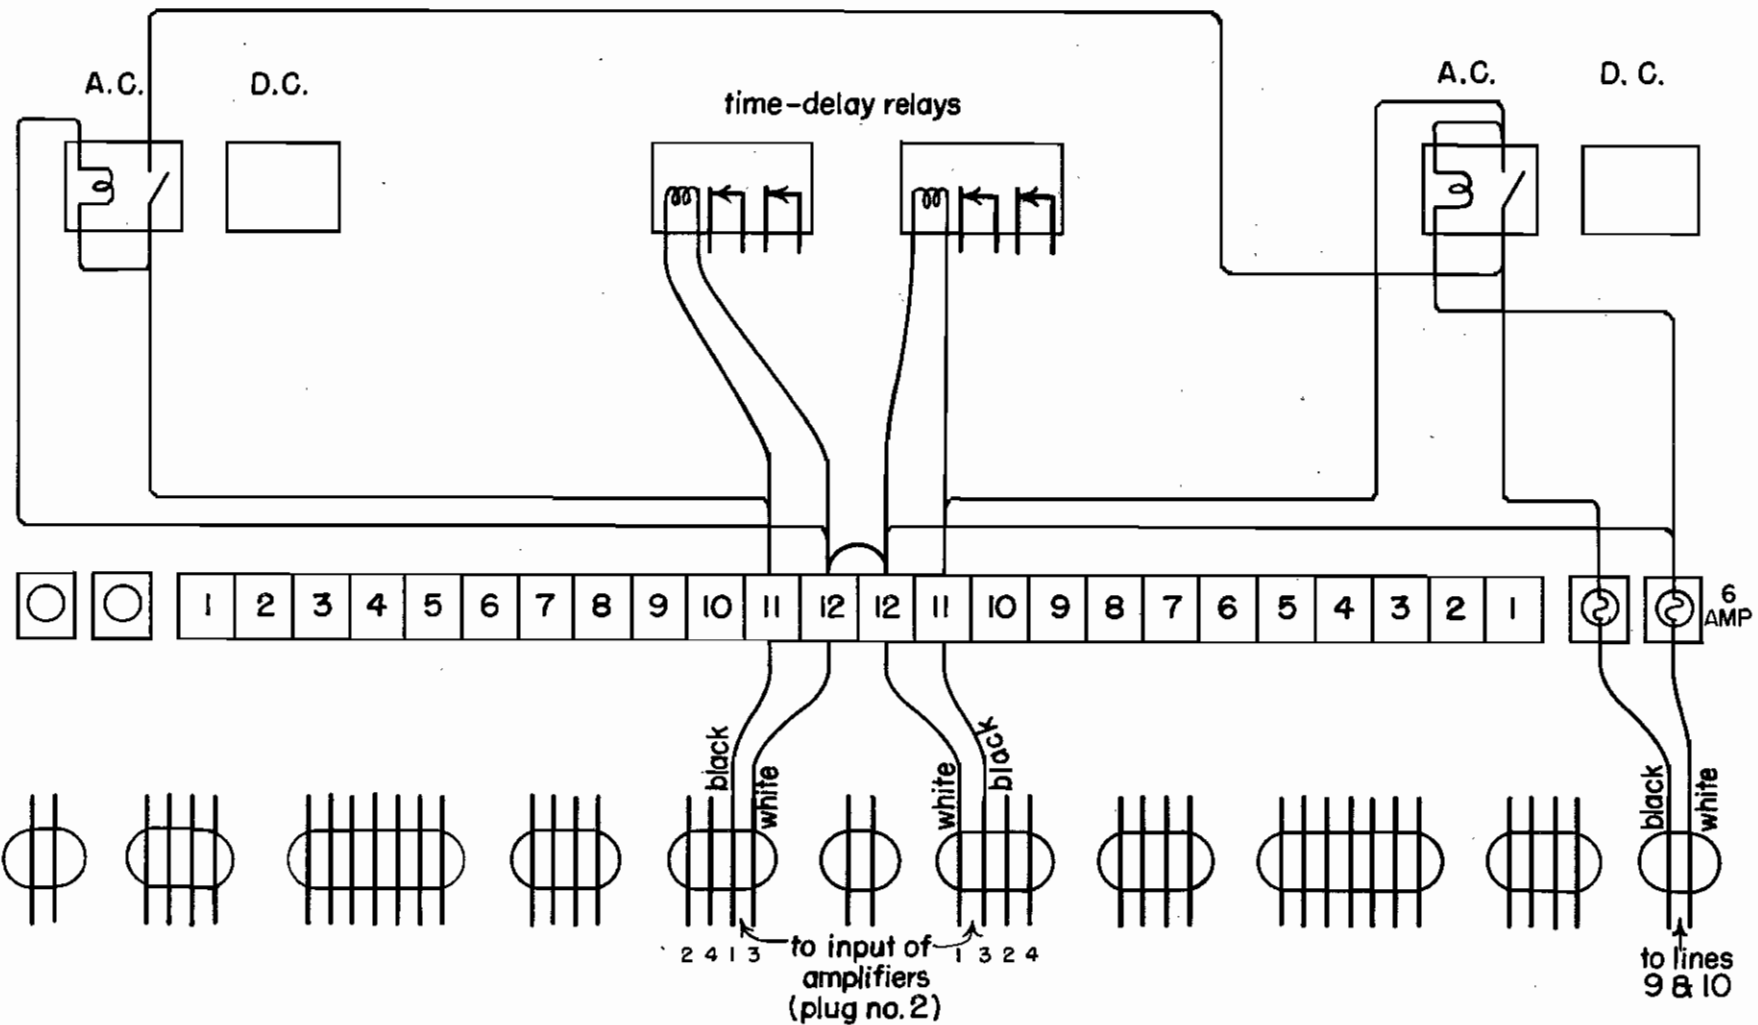 A.C. D.C.
time-delay relays
A.C. D.C.
1 2 3 4 5 6 7 8 9 10 11 12 12 11 10 9 8 7 6 5 4 3 2 1
6
AMP
black
white
white
black
black
white
2 4 1 3
to input of
amplifiers
(plug no. 2)
1 3 2 4
to lines
9 & 10